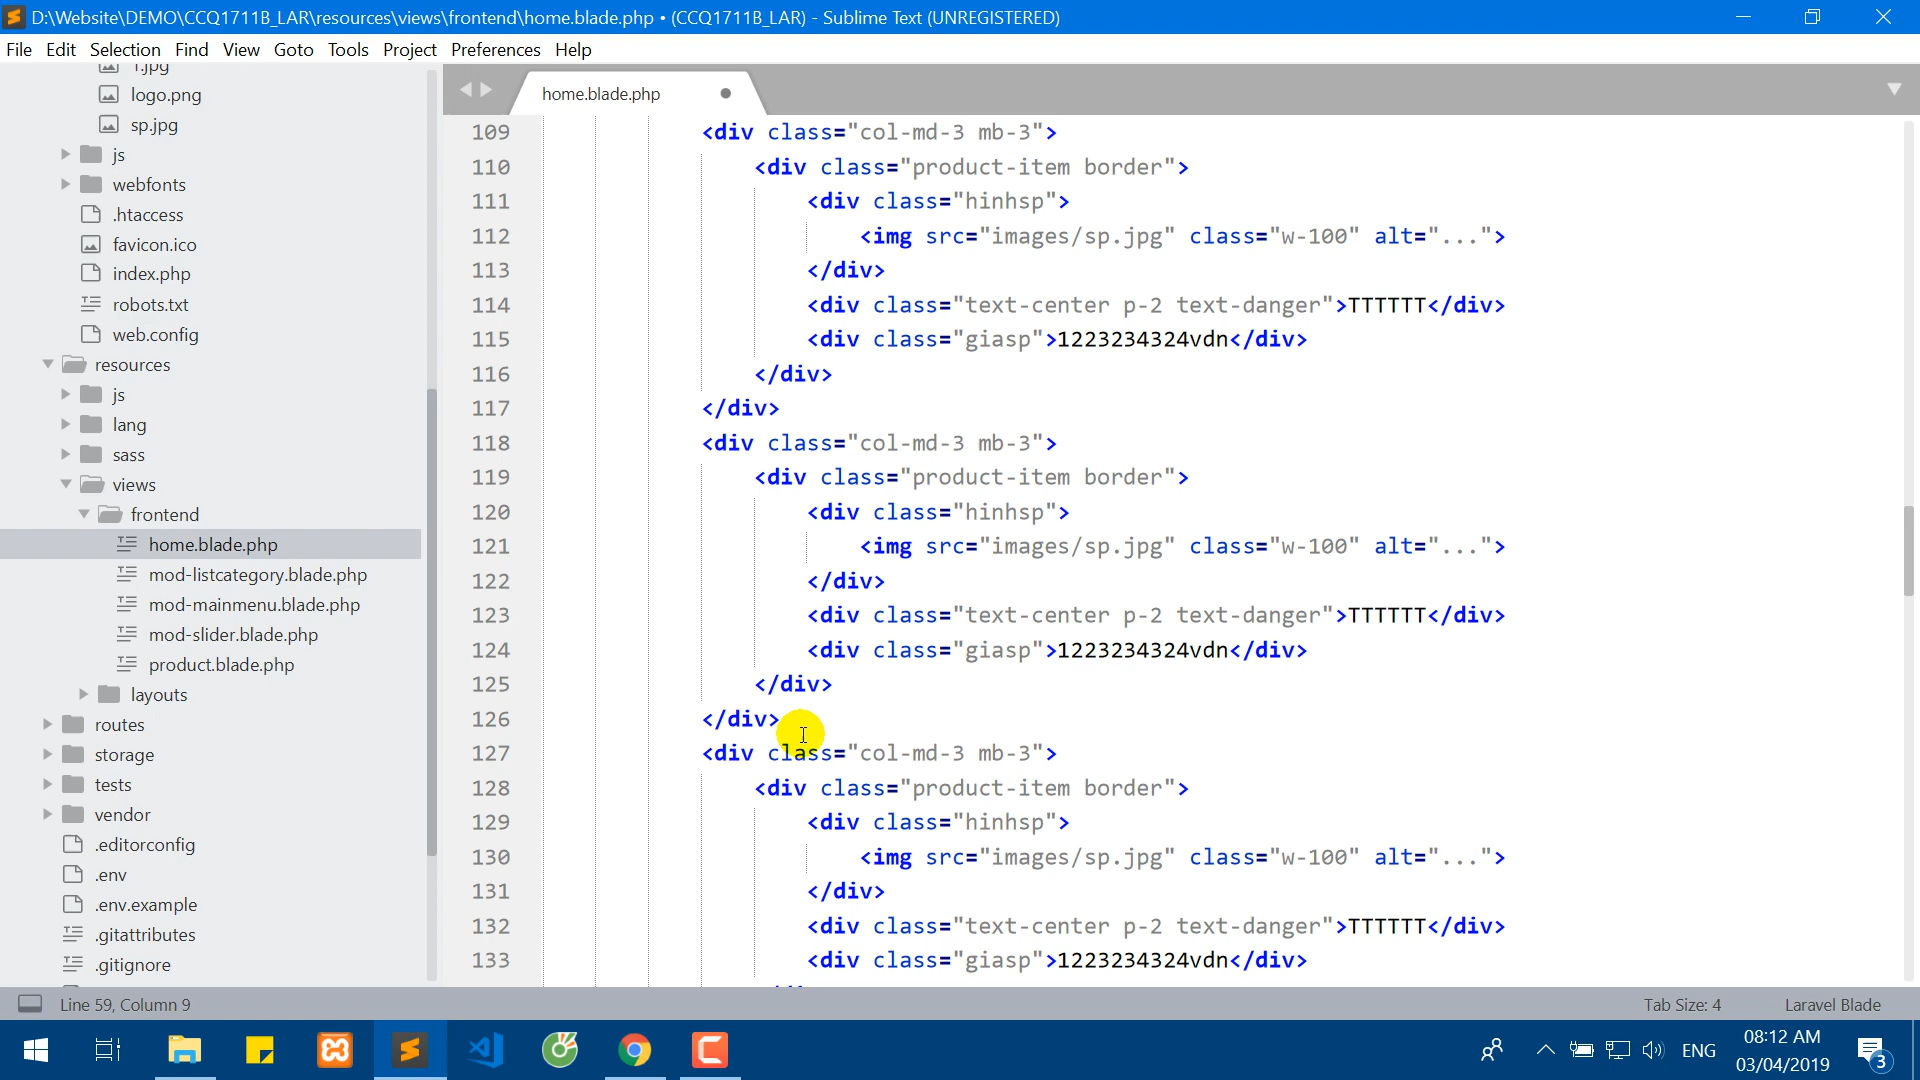 D:\Website\DEMO\CCQ1711B_LAR\resources\views\frontend\home.blade.php • (CCQ1711B_LAR) - Sublime Text (UNREGISTERED)
File Edit Selection Find View Goto Tools Project Preferences Help
1.jpg
logo.png
sp.jpg
js
webfonts
.htaccess
favicon.ico
index.php
robots.txt
web.config
resources
js
lang
sass
views
frontend
home.blade.php
mod-listcategory.blade.php
mod-mainmenu.blade.php
mod-slider.blade.php
product.blade.php
layouts
routes
storage
tests
vendor
.editorconfig
.env
.env.example
.gitattributes
.gitignore
home.blade.php
109 <div class="col-md-3 mb-3">
110 <div class="product-item border">
111 <div class="hinhsp">
112 <img src="images/sp.jpg" class="w-100" alt="...">
113 </div>
114 <div class="text-center p-2 text-danger">TTTTTT</div>
115 <div class="giasp">1223234324vdn</div>
116 </div>
117 </div>
118 <div class="col-md-3 mb-3">
119 <div class="product-item border">
120 <div class="hinhsp">
121 <img src="images/sp.jpg" class="w-100" alt="...">
122 </div>
123 <div class="text-center p-2 text-danger">TTTTTT</div>
124 <div class="giasp">1223234324vdn</div>
125 </div>
126 </div>
127 <div class="col-md-3 mb-3">
128 <div class="product-item border">
129 <div class="hinhsp">
130 <img src="images/sp.jpg" class="w-100" alt="...">
131 </div>
132 <div class="text-center p-2 text-danger">TTTTTT</div>
133 <div class="giasp">1223234324vdn</div>
Line 59, Column 9
Tab Size: 4
Laravel Blade
ENG
08:12 AM
03/04/2019
3